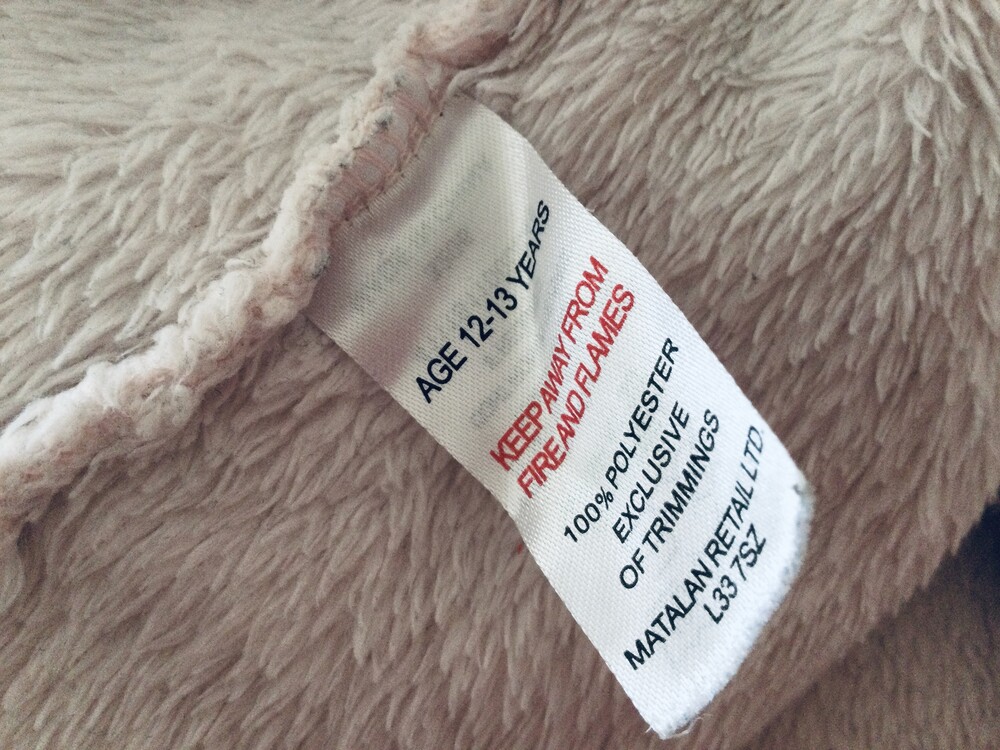 AGE 12-13 YEARS
KEEP AWAY FROM
FIRE AND FLAMES
100% POLYESTER
EXCLUSIVE
OF TRIMMINGS
MATALAN RETAIL LTD.
L33 7SZ